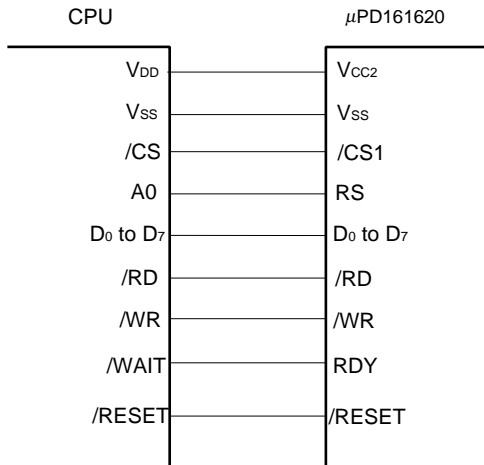 CPU μPD161620
VDD VCC2
VSS VSS
/CS /CS1
A0 RS
D0 to D7 D0 to D7
/RD /RD
/WR /WR
/WAIT RDY
/RESET /RESET